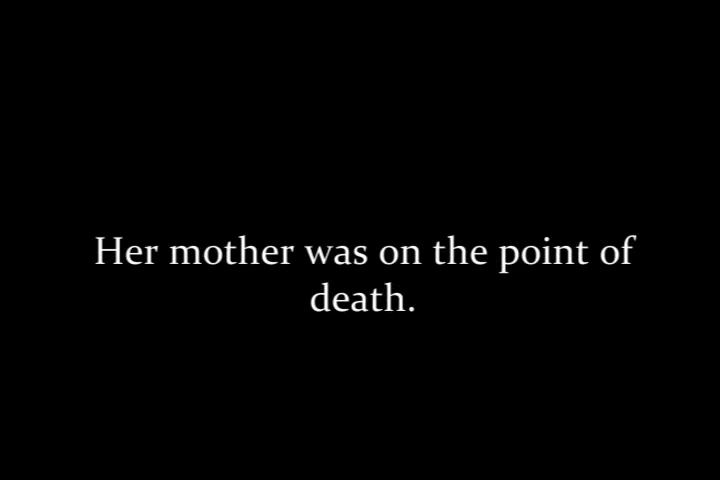 Her mother was on the point of
death.